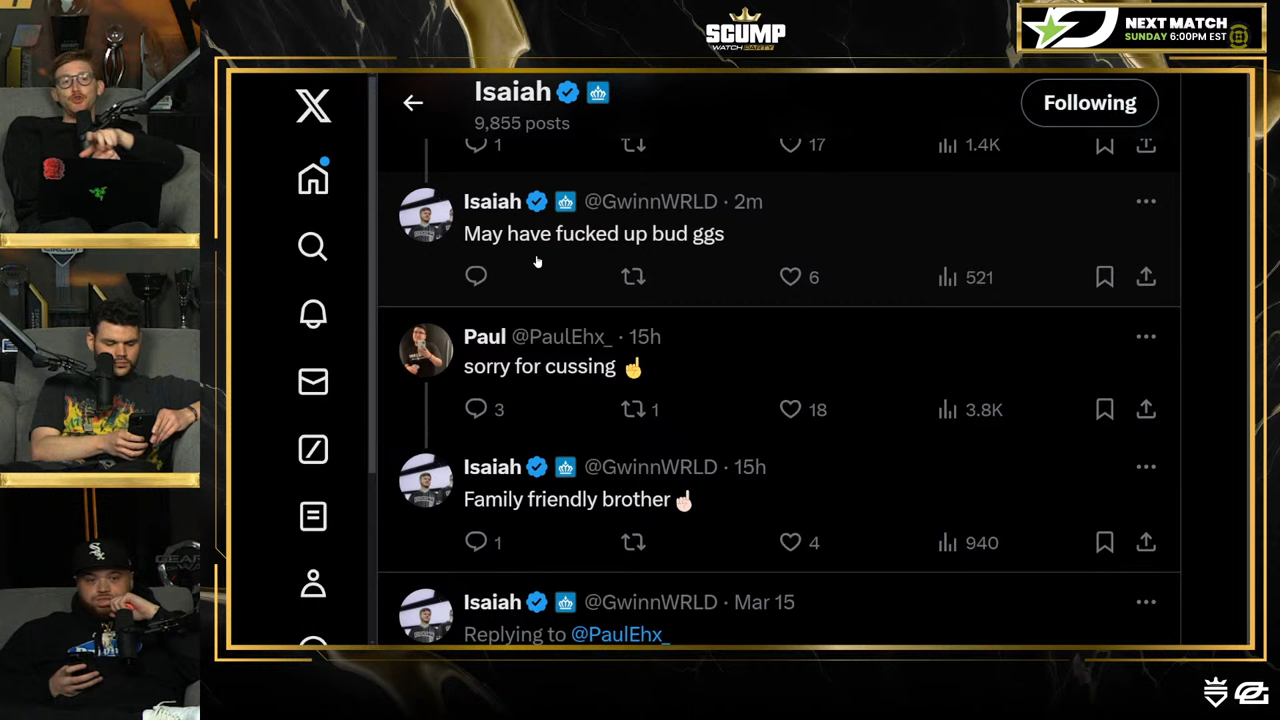 SCUMP
WATCH PARTY
NEXT MATCH
SUNDAY 6:00PM EST
Isaiah
9,855 posts
Following
1 17 1.4K
Isaiah @GwinnWRLD · 2m
May have fucked up bud ggs
6 521
Paul @PaulEhx_ · 15h
sorry for cussing ☝️
3 1 18 3.8K
Isaiah @GwinnWRLD · 15h
Family friendly brother ☝🏻
1 4 940
Isaiah @GwinnWRLD · Mar 15
Replying to @PaulEhx_